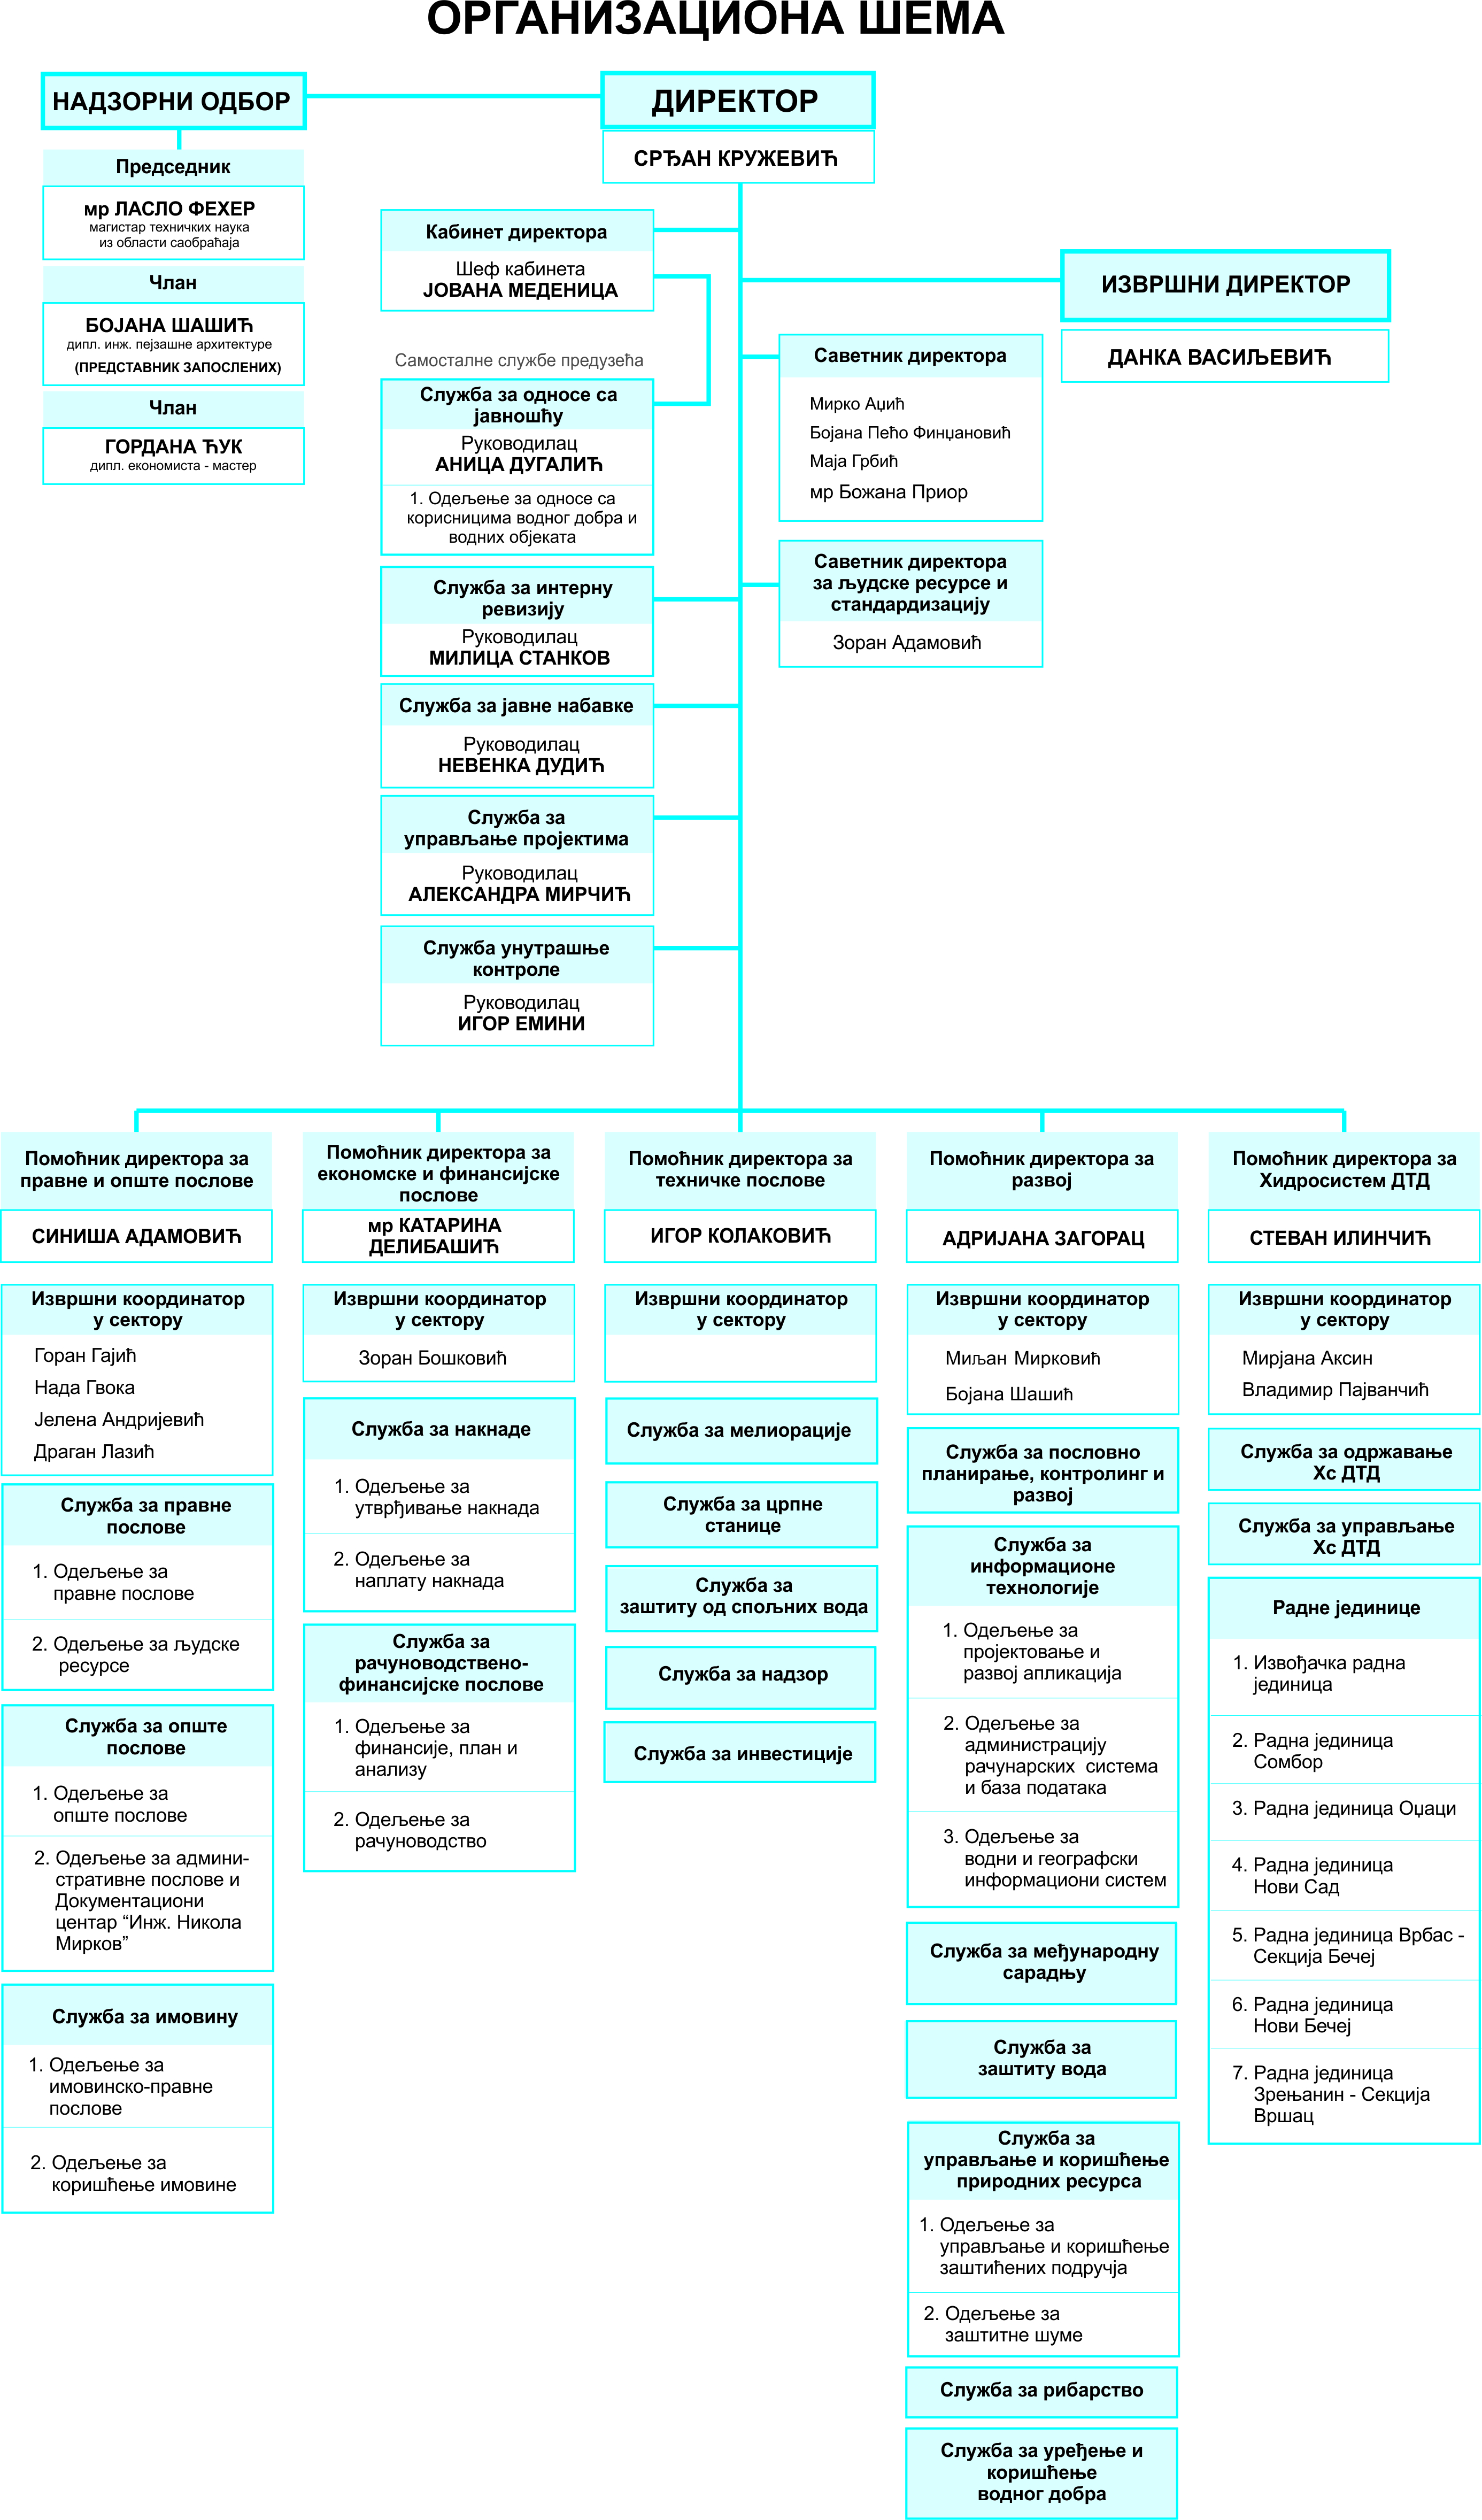 ОРГАНИЗАЦИОНА ШЕМА
НАДЗОРНИ ОДБОР
Председник
мр ЛАСЛО ФЕХЕР
магистар техничких наука
из области саобраћаја
Члан
БОЈАНА ШАШИЋ
дипл. инж. пејзашне архитектуре
(ПРЕДСТАВНИК ЗАПОСЛЕНИХ)
Члан
ГОРДАНА ЋУК
дипл. економиста - мастер
ДИРЕКТОР
СРЂАН КРУЖЕВИЋ
Кабинет директора
Шеф кабинета
ЈОВАНА МЕДЕНИЦА
Самосталне службе предузећа
Служба за односе са
јавношћу
Руководилац
АНИЦА ДУГАЛИЋ
1. Одељење за односе са
корисницима водног добра и
водних објеката
Служба за интерну
ревизију
Руководилац
МИЛИЦА СТАНКОВ
Служба за јавне набавке
Руководилац
НЕВЕНКА ДУДИЋ
Служба за
управљање пројектима
Руководилац
АЛЕКСАНДРА МИРЧИЋ
Служба унутрашње
контроле
Руководилац
ИГОР ЕМИНИ
ИЗВРШНИ ДИРЕКТОР
ДАНКА ВАСИЉЕВИЋ
Саветник директора
Мирко Аџић
Бојана Пећо Финџановић
Маја Грбић
мр Божана Приор
Саветник директора
за људске ресурсе и
стандардизацију
Зоран Адамовић
Помоћник директора за
правне и опште послове
СИНИША АДАМОВИЋ
Извршни координатор
у сектору
Горан Гајић
Нада Гвока
Јелена Андријевић
Драган Лазић
Служба за правне
послове
1. Одељење за
правне послове
2. Одељење за људске
ресурсе
Служба за опште
послове
1. Одељење за
опште послове
2. Одељење за админи-
стративне послове и
Документациони
центар “Инж. Никола
Мирков”
Служба за имовину
1. Одељење за
имовинско-правне
послове
2. Одељење за
коришћење имовине
Помоћник директора за
економске и финансијске
послове
мр КАТАРИНА
ДЕЛИБАШИЋ
Извршни координатор
у сектору
Зоран Бошковић
Служба за накнаде
1. Одељење за
утврђивање накнада
2. Одељење за
наплату накнада
Служба за
рачуноводствено-
финансијске послове
1. Одељење за
финансије, план и
анализу
2. Одељење за
рачуноводство
Помоћник директора за
техничке послове
ИГОР КОЛАКОВИЋ
Извршни координатор
у сектору
Служба за мелиорације
Служба за црпне
станице
Служба за
заштиту од спољних вода
Служба за надзор
Служба за инвестиције
Помоћник директора за
развој
АДРИЈАНА ЗАГОРАЦ
Извршни координатор
у сектору
Миљан Мирковић
Бојана Шашић
Служба за пословно
планирање, контролинг и
развој
Служба за
информационе
технологије
1. Одељење за
пројектовање и
развој апликација
2. Одељење за
администрацију
рачунарских система
и база података
3. Одељење за
водни и географски
информациони систем
Служба за међународну
сарадњу
Служба за
заштиту вода
Служба за
управљање и коришћење
природних ресурса
1. Одељење за
управљање и коришћење
заштићених подручја
2. Одељење за
заштитне шуме
Служба за рибарство
Служба за уређење и
коришћење
водног добра
Помоћник директора за
Хидросистем ДТД
СТЕВАН ИЛИНЧИЋ
Извршни координатор
у сектору
Мирјана Аксин
Владимир Пајванчић
Служба за одржавање
Хс ДТД
Служба за управљање
Хс ДТД
Радне јединице
1. Извођачка радна
јединица
2. Радна јединица
Сомбор
3. Радна јединица Оџаци
4. Радна јединица
Нови Сад
5. Радна јединица Врбас -
Секција Бечеј
6. Радна јединица
Нови Бечеј
7. Радна јединица
Зрењанин - Секција
Вршац